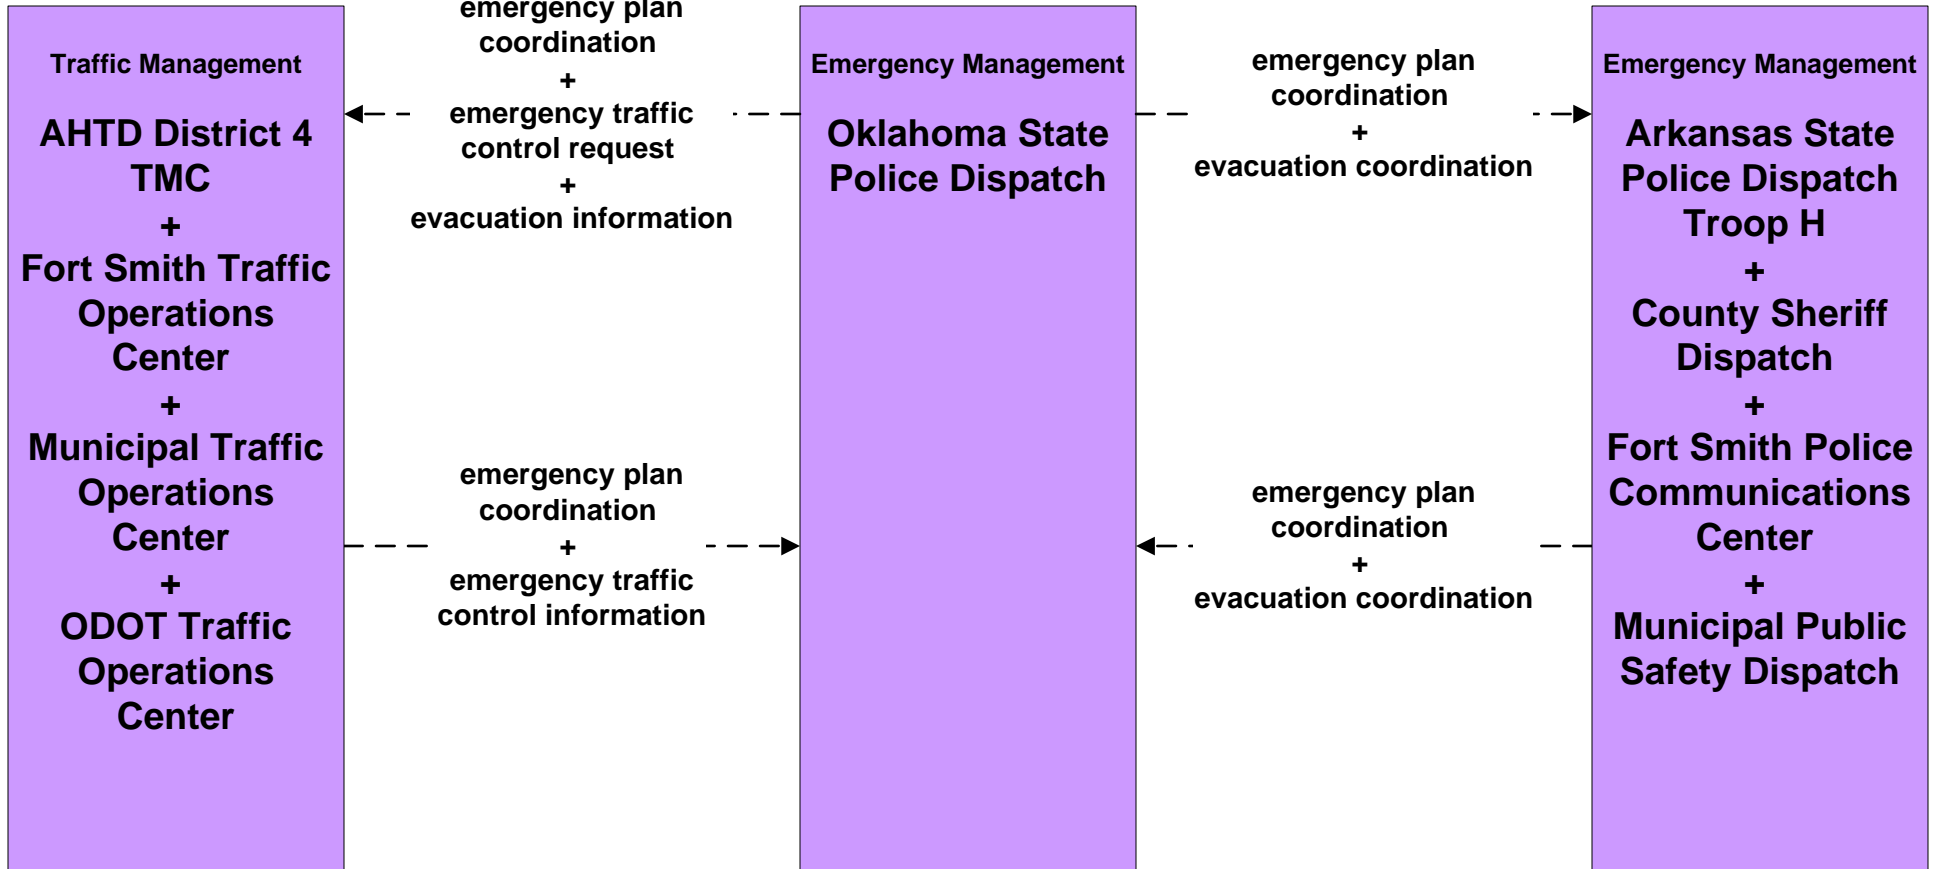 Traffic Management
AHTD District 4
TMC
+
Fort Smith Traffic
Operations
Center
+
Municipal Traffic
Operations
Center
+
ODOT Traffic
Operations
Center
emergency plan
coordination
+
emergency traffic
control request
+
evacuation information
emergency plan
coordination
+
emergency traffic
control information
Emergency Management
Oklahoma State
Police Dispatch
emergency plan
coordination
+
evacuation coordination
emergency plan
coordination
+
evacuation coordination
Emergency Management
Arkansas State
Police Dispatch
Troop H
+
County Sheriff
Dispatch
+
Fort Smith Police
Communications
Center
+
Municipal Public
Safety Dispatch